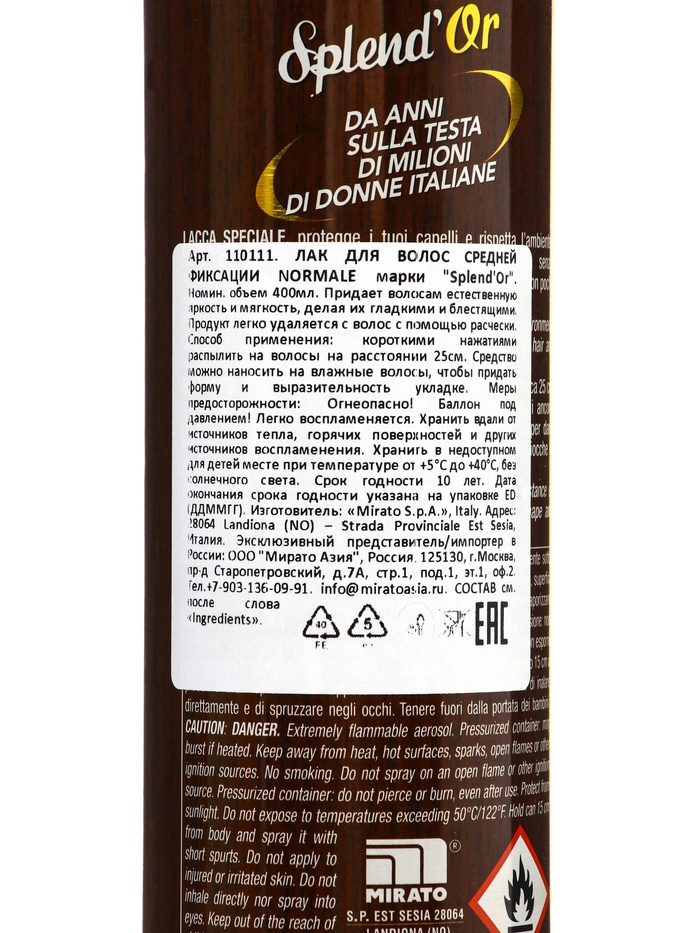 Splend'Or
DA ANNI
SULLA TESTA
DI MILIONI
DI DONNE ITALIANE
LACCA SPECIALE, protegge i tuoi capelli e rispetta l'ambiente
Арт. 110111. ЛАК ДЛЯ ВОЛОС СРЕДНЕЙ
ФИКСАЦИИ NORMALE марки "Splend'Or".
Номин. объем 400мл. Придает волосам естественную
яркость и мягкость, делая их гладкими и блестящими.
Продукт легко удаляется с волос с помощью расчески.
Способ применения: короткими нажатиями
распылить на волосы на расстоянии 25см. Средство
можно наносить на влажные волосы, чтобы придать
форму и выразительность укладке. Меры
предосторожности: Огнеопасно! Баллон под
давлением! Легко воспламеняется. Хранить вдали от
источников тепла, горячих поверхностей и других
источников воспламенения. Хранить в недоступном
для детей месте при температуре от +5°С до +40°С, без
солнечного света. Срок годности 10 лет. Дата
окончания срока годности указана на упаковке ED
(ДДММГГ). Изготовитель: «Mirato S.p.A.», Italy. Адрес:
28064 Landiona (NO) – Strada Provinciale Est Sesia,
Италия. Эксклюзивный представитель/импортер в
России: ООО "Мирато Азия", Россия, 125130, г.Москва,
пр-д Старопетровский, д.7А, стр.1, под.1, эт.1, оф.2.
Тел.+7-903-136-09-91. info@miratoasia.ru. СОСТАВ см.
после слова
«Ingredients».
40
FE
5
EAC
direttamente e di spruzzare negli occhi. Tenere fuori dalla portata dei bambini
CAUTION: DANGER. Extremely flammable aerosol. Pressurized container: may
burst if heated. Keep away from heat, hot surfaces, sparks, open flames or other
ignition sources. No smoking. Do not spray on an open flame or other ignition
source. Pressurized container: do not pierce or burn, even after use. Protect from
sunlight. Do not expose to temperatures exceeding 50°C/122°F. Hold can 15 cm
from body and spray it with
short spurts. Do not apply to
injured or irritated skin. Do not
inhale directly nor spray into
eyes. Keep out of the reach of
MIRATO ®
S.P. EST SESIA 28064
LANDIONA (NO)